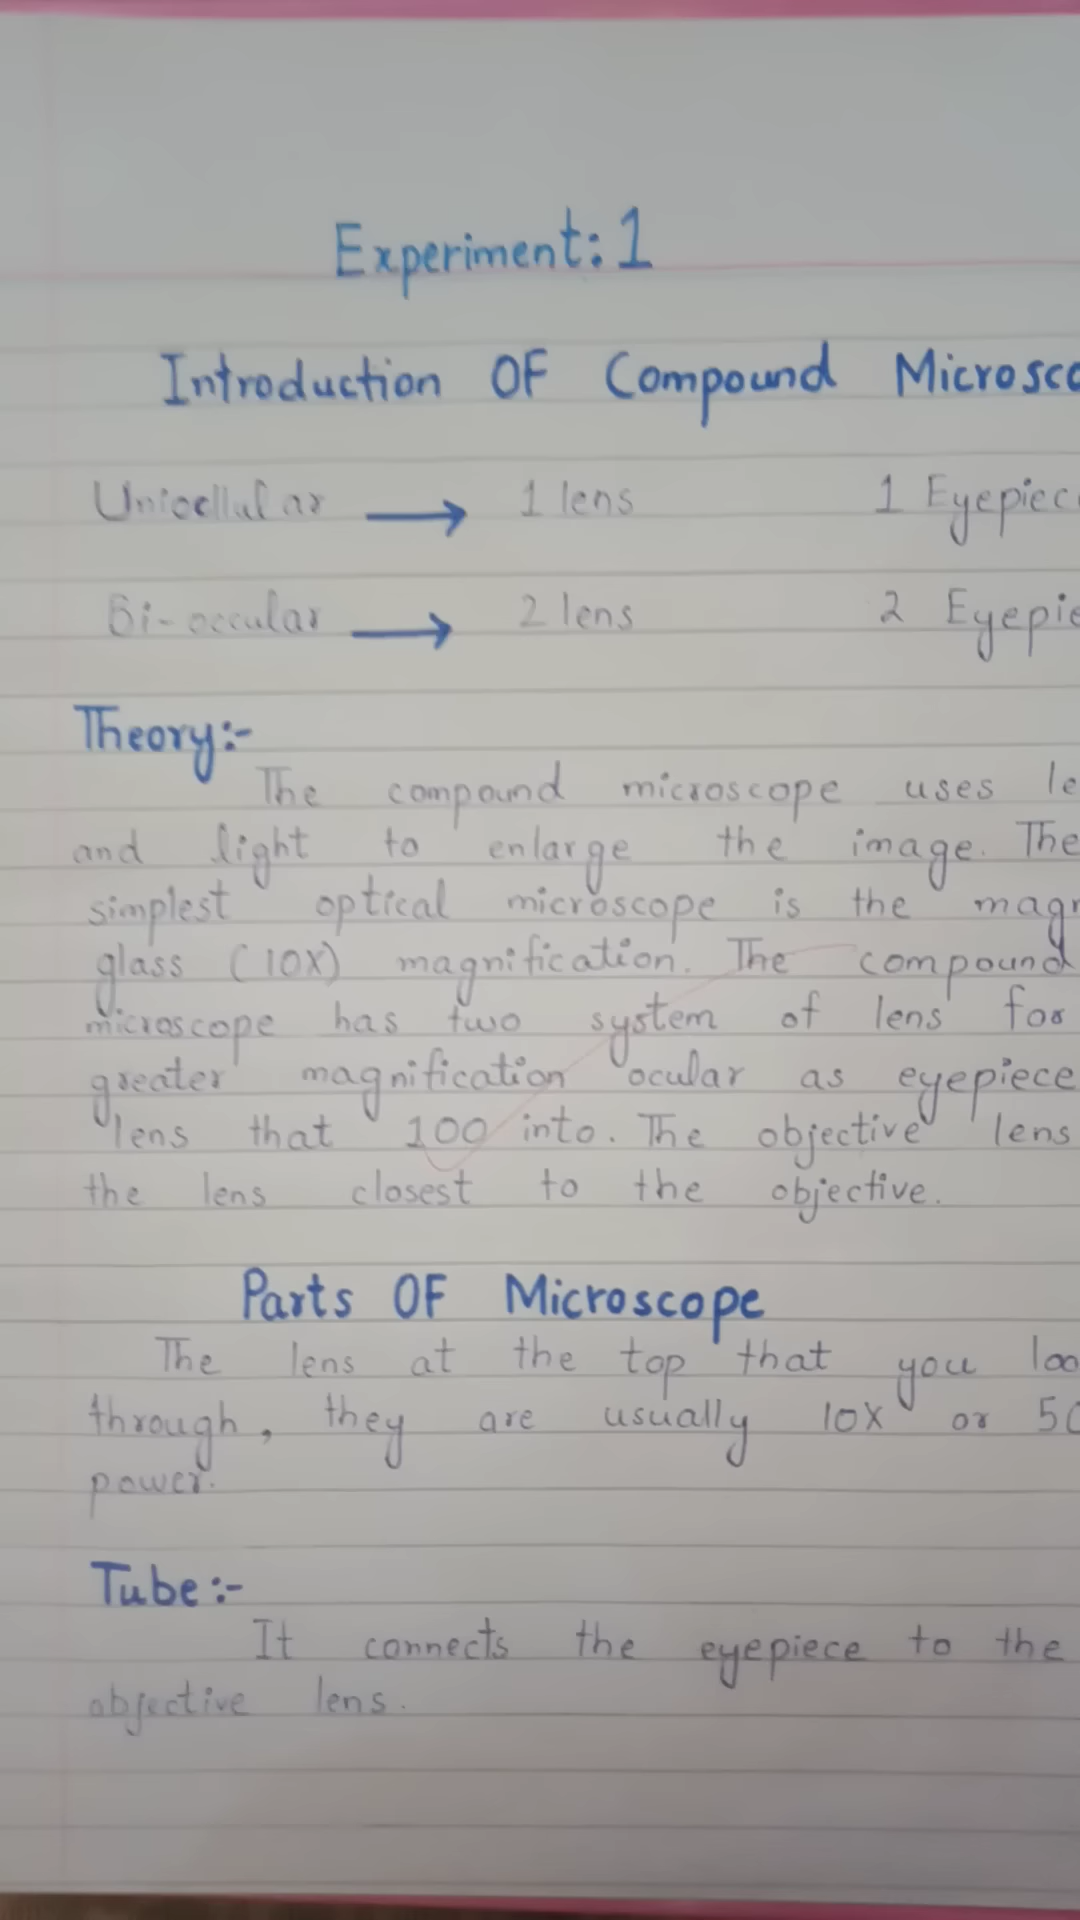 Experiment: 1
Introduction OF Compound Microsco
Uniocllular → 1 lens 1 Eyepiec
Bi-occular → 2 lens 2 Eyepie
Theory:-
The compound microscope uses le
and light to enlarge the image. The
simplest optical microscope is the magn
glass (10X) magnification. The compound
microscope has two system of lens for
greater magnification ocular as eyepiece
lens that 100 into. The objective lens
the lens closest to the objective.
Parts OF Microscope
The lens at the top that you loo
through, they are usually 10X or 50
power.
Tube:-
It connects the eyepiece to the
objective lens.